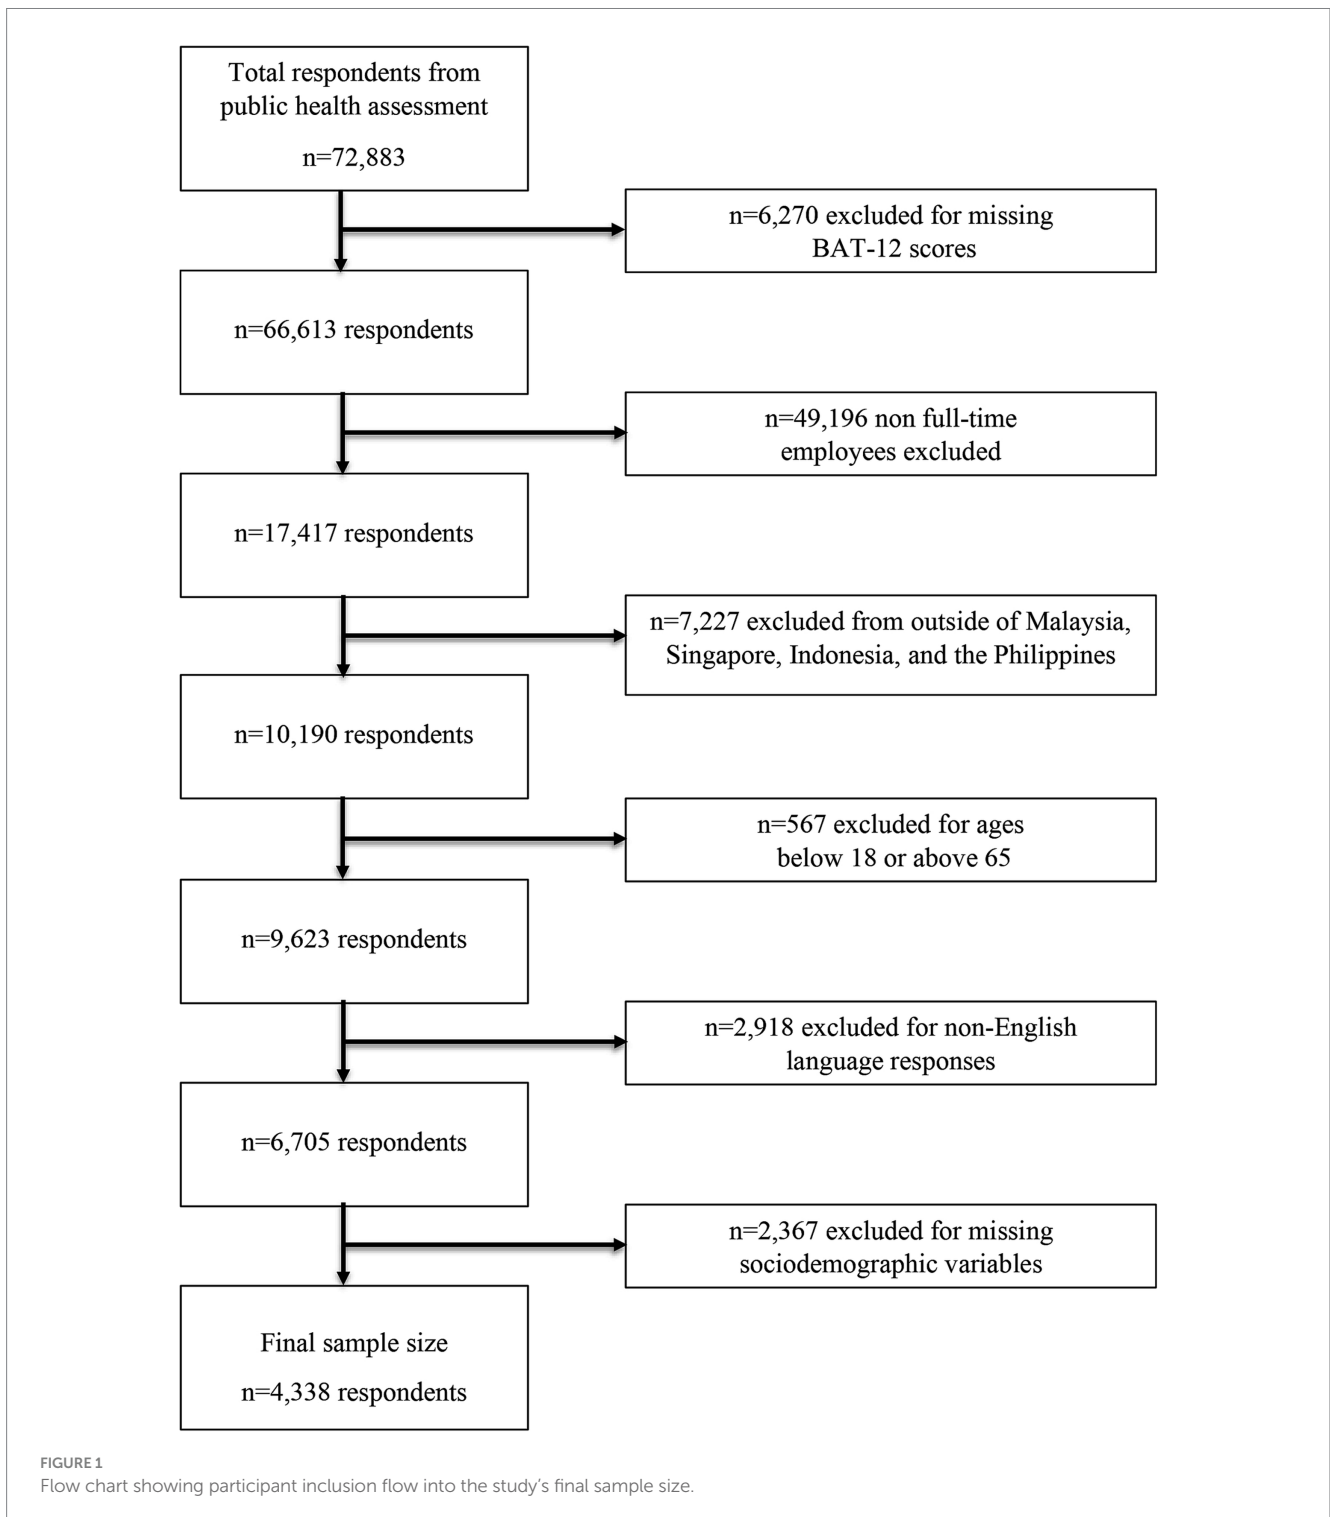 Total respondents from
public health assessment
n=72,883
n=6,270 excluded for missing
BAT-12 scores
n=66,613 respondents
n=49,196 non full-time
employees excluded
n=17,417 respondents
n=7,227 excluded from outside of Malaysia,
Singapore, Indonesia, and the Philippines
n=10,190 respondents
n=567 excluded for ages
below 18 or above 65
n=9,623 respondents
n=2,918 excluded for non-English
language responses
n=6,705 respondents
n=2,367 excluded for missing
sociodemographic variables
Final sample size
n=4,338 respondents
FIGURE 1
Flow chart showing participant inclusion flow into the study’s final sample size.